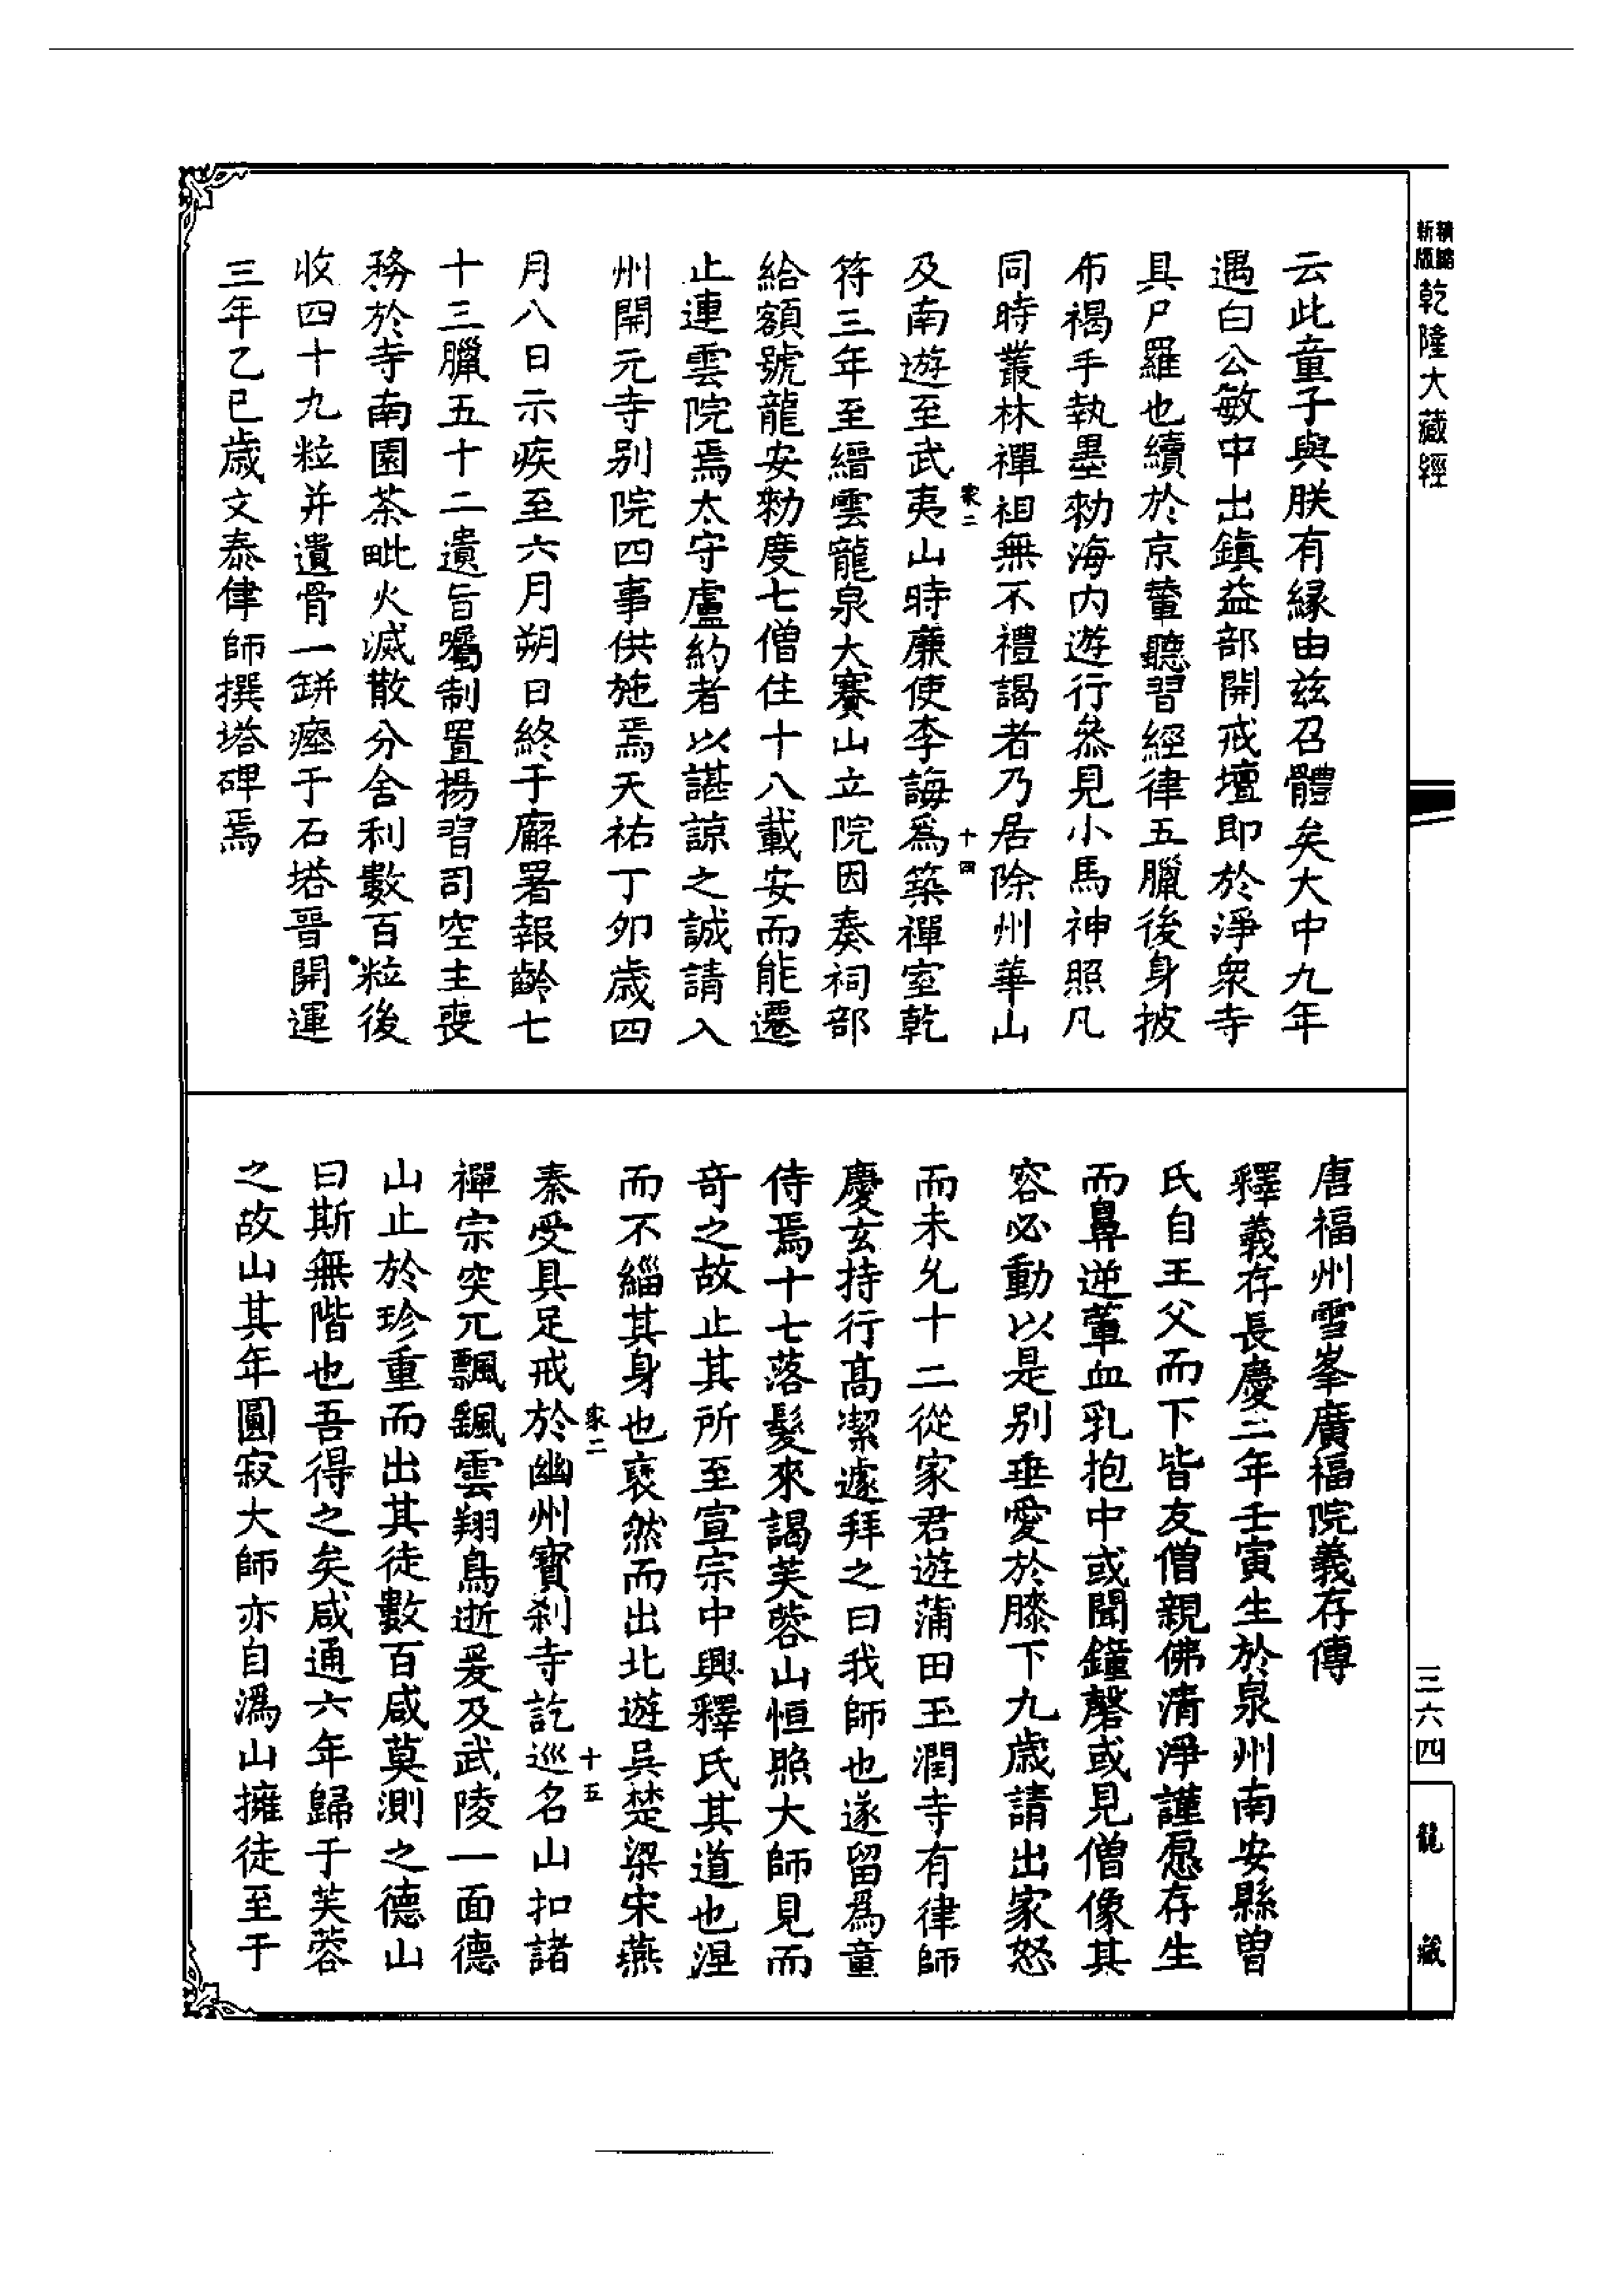 新版精縮乾隆大藏經
云此童子與朕有緣由兹召體矣大中九年
遇白公敏中出鎮益部開戒壇即於淨衆寺
具尸羅也續於京輦聽習經律五臘後身披
布褐手執墨勑海内遊行叅見小馬神照凡
同時叢林禪祖無不禮謁者乃居除州華山
家二 十四
及南遊至武夷山時廉使李誨爲築禪室乾
符三年至縉雲龍泉大賽山立院因奏祠部
給額號龍安勑度七僧住十八載安而能遷
止連雲院焉太守盧約者以諶諒之誠請入
州開元寺別院四事供施焉天祐丁卯歲四
月八日示疾至六月朔日終于廨署報齡七
十三臘五十二遺旨囑制置揚習司空主喪
務於寺南園茶毗火滅散分舍利數百粒後
收四十九粒并遺骨一鉼瘞于石塔晉開運
三年乙巳歲文泰律師撰塔碑焉
唐福州雪峯廣福院義存傳
釋義存長慶二年壬寅生於泉州南安縣曾
氏自王父而下皆友僧親佛清淨謹愿存生
而鼻逆葷血乳抱中或聞鐘磬或見僧像其
容必動以是別垂愛於膝下九歲請出家怒
而未允十二從家君遊蒲田玉潤寺有律師
慶玄持行高潔遽拜之曰我師也遂留爲童
侍焉十七落髮來謁芙蓉山恒照大師見而
奇之故止其所至宣宗中興釋氏其道也涅
而不緇其身也裒然而出北遊吳楚梁宋燕
家二 十五
秦受具足戒於幽州寳刹寺訖巡名山扣諸
禪宗突兀飄颻雲翔鳥逝爰及武陵一面德
山止於珍重而出其徒數百咸莫測之德山
曰斯無階也吾得之矣咸通六年歸于芙蓉
之故山其年圓寂大師亦自溈山擁徒至于
三六四
龍藏